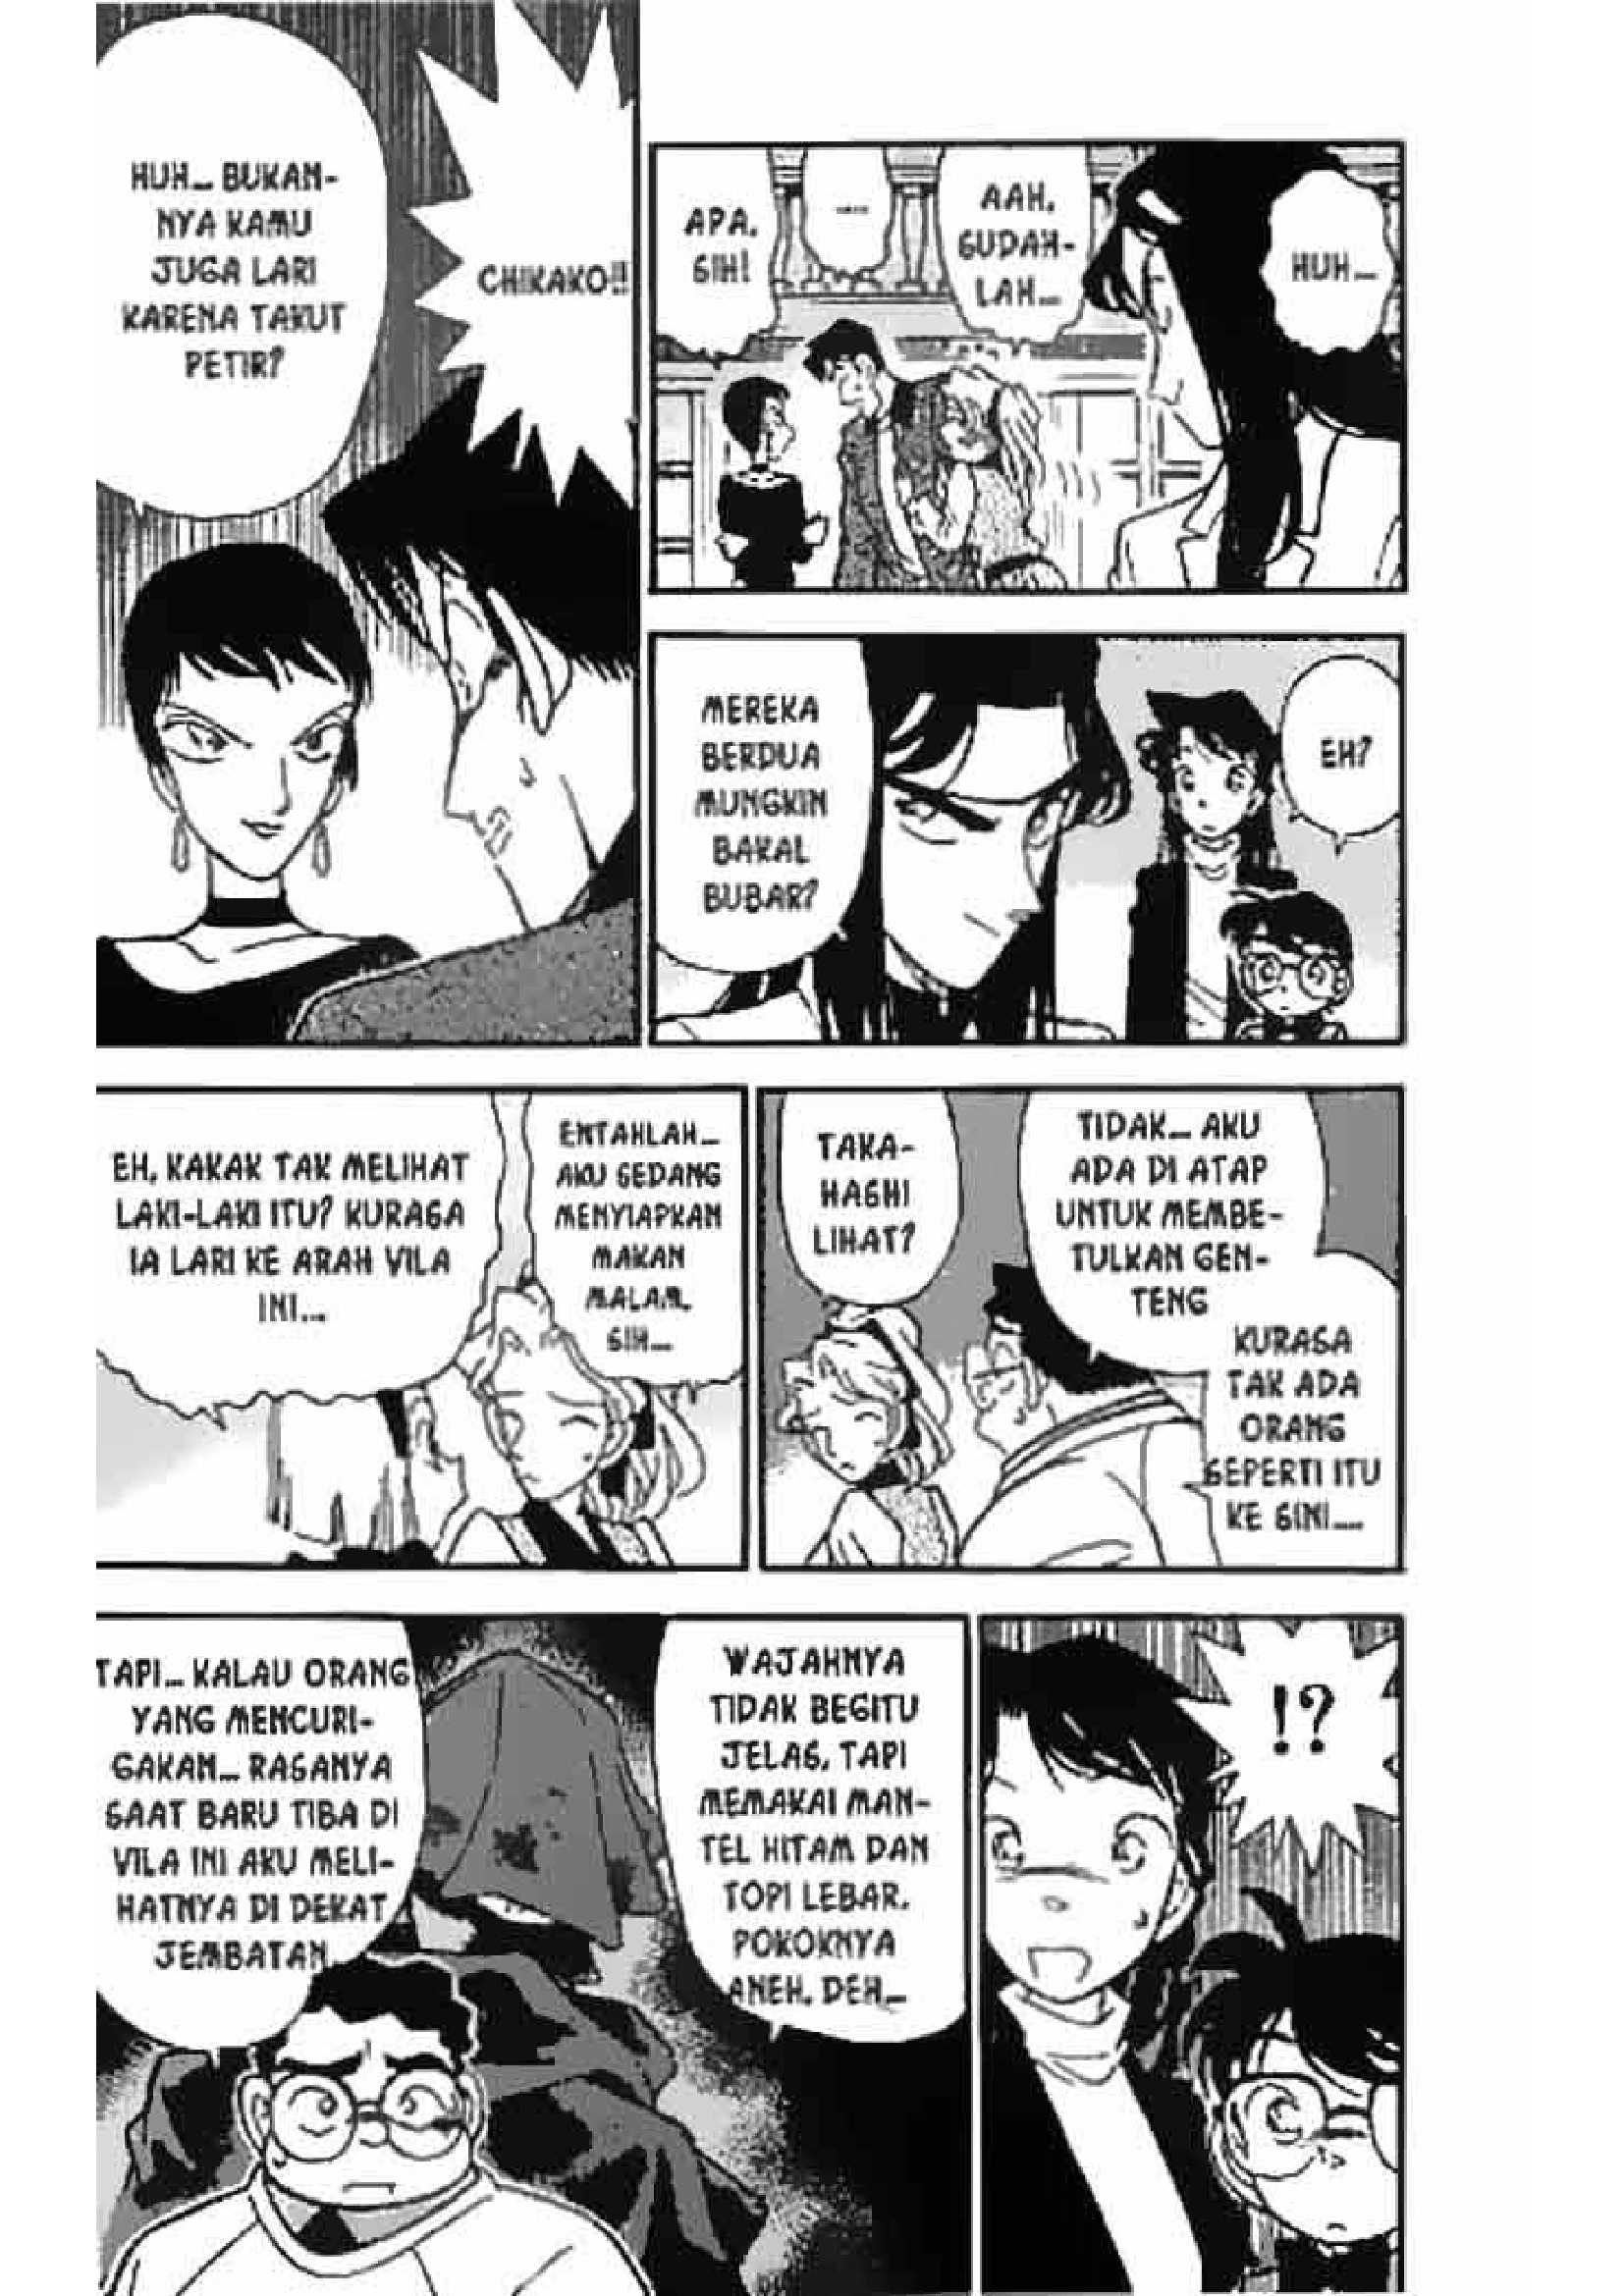 HUH... BUKAN-
NYA KAMU
JUGA LARI
KARENA TAKUT
PETIR?
CHIKAKO!!
APA,
SIH!
....
AAH,
SUDAH-
LAH...
HUH...
MEREKA
BERDUA
MUNGKIN
BAKAL
BUBAR?
EH?
EH, KAKAK TAK MELIHAT
LAKI-LAKI ITU? KURASA
IA LARI KE ARAH VILA
INI...
ENTAHLAH...
AKU SEDANG
MENYIAPKAN
MAKAN
MALAM,
SIH...
TAKA-
HASHI
LIHAT?
TIDAK... AKU
ADA DI ATAP
UNTUK MEMBE-
TULKAN GEN-
TENG
KURASA
TAK ADA
ORANG
SEPERTI ITU
KE SINI....
TAPI... KALAU ORANG
YANG MENCURI-
GAKAN... RASANYA
SAAT BARU TIBA DI
VILA INI AKU MELI-
HATNYA DI DEKAT
JEMBATAN.
WAJAHNYA
TIDAK BEGITU
JELAS, TAPI
MEMAKAI MAN-
TEL HITAM DAN
TOPI LEBAR.
POKOKNYA
ANEH, DEH...
!?